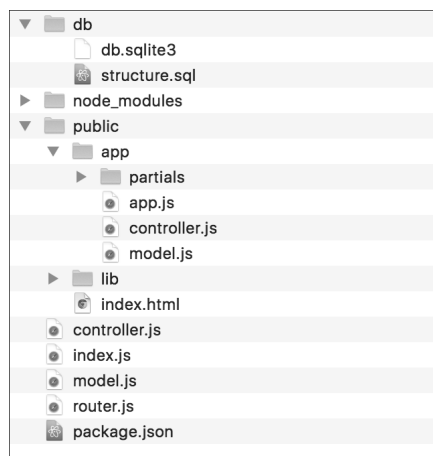 db
db.sqlite3
structure.sql
node_modules
public
app
partials
app.js
controller.js
model.js
lib
index.html
controller.js
index.js
model.js
router.js
package.json